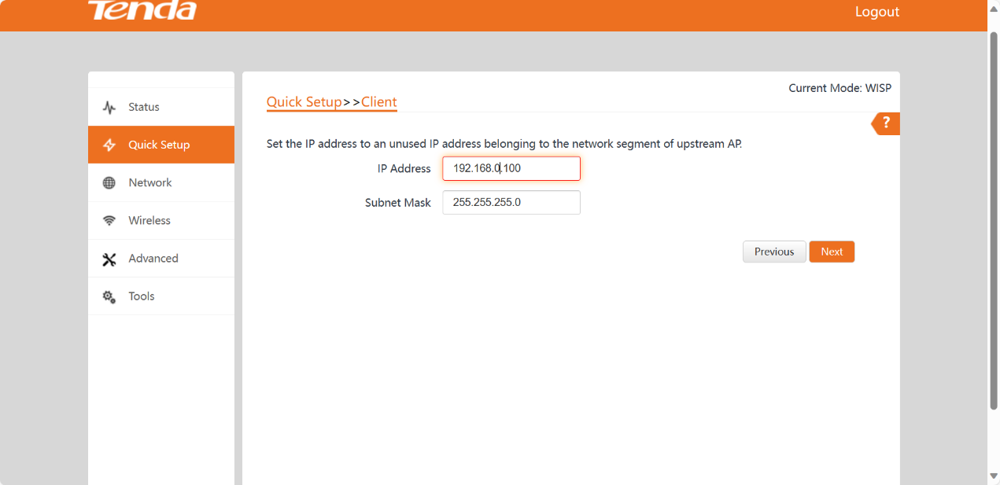 Tenda
Logout
Current Mode: WISP
Quick Setup>>Client
?
Status
Quick Setup
Network
Wireless
Advanced
Tools
Set the IP address to an unused IP address belonging to the network segment of upstream AP.
IP Address 192.168.0.100
Subnet Mask 255.255.255.0
Previous Next